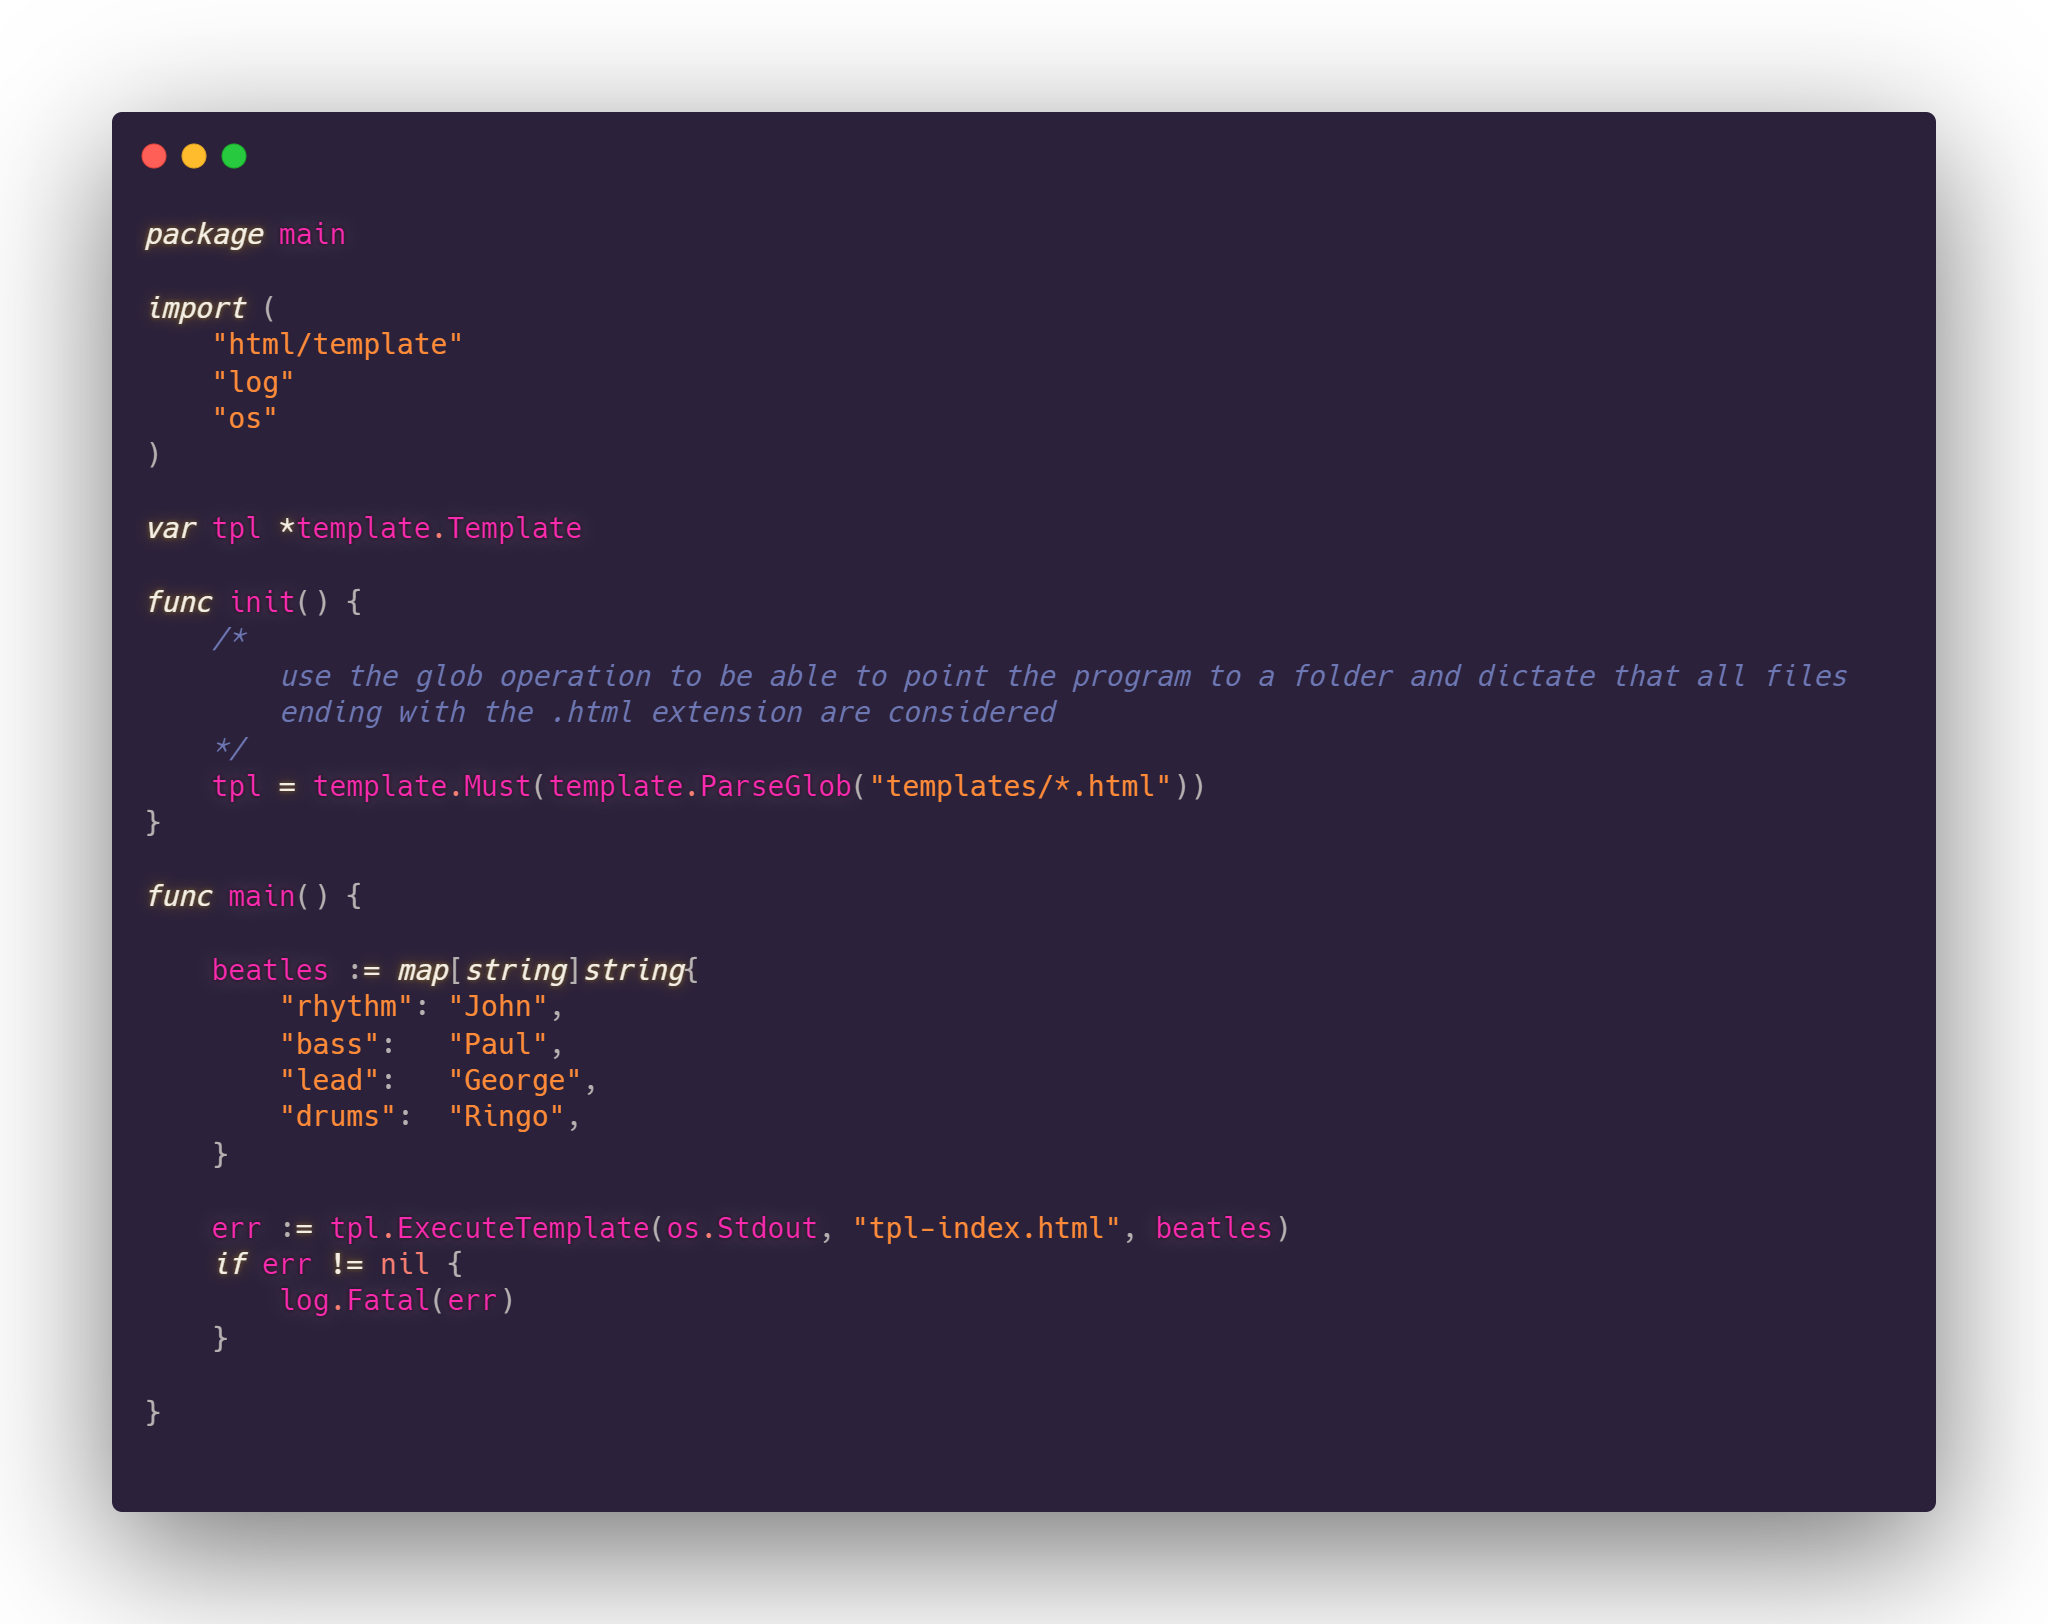 package main

import (
    "html/template"
    "log"
    "os"
)

var tpl *template.Template

func init() {
    /*
        use the glob operation to be able to point the program to a folder and dictate that all files
        ending with the .html extension are considered
    */
    tpl = template.Must(template.ParseGlob("templates/*.html"))
}

func main() {

    beatles := map[string]string{
        "rhythm": "John",
        "bass":   "Paul",
        "lead":   "George",
        "drums":  "Ringo",
    }

    err := tpl.ExecuteTemplate(os.Stdout, "tpl-index.html", beatles)
    if err != nil {
        log.Fatal(err)
    }

}